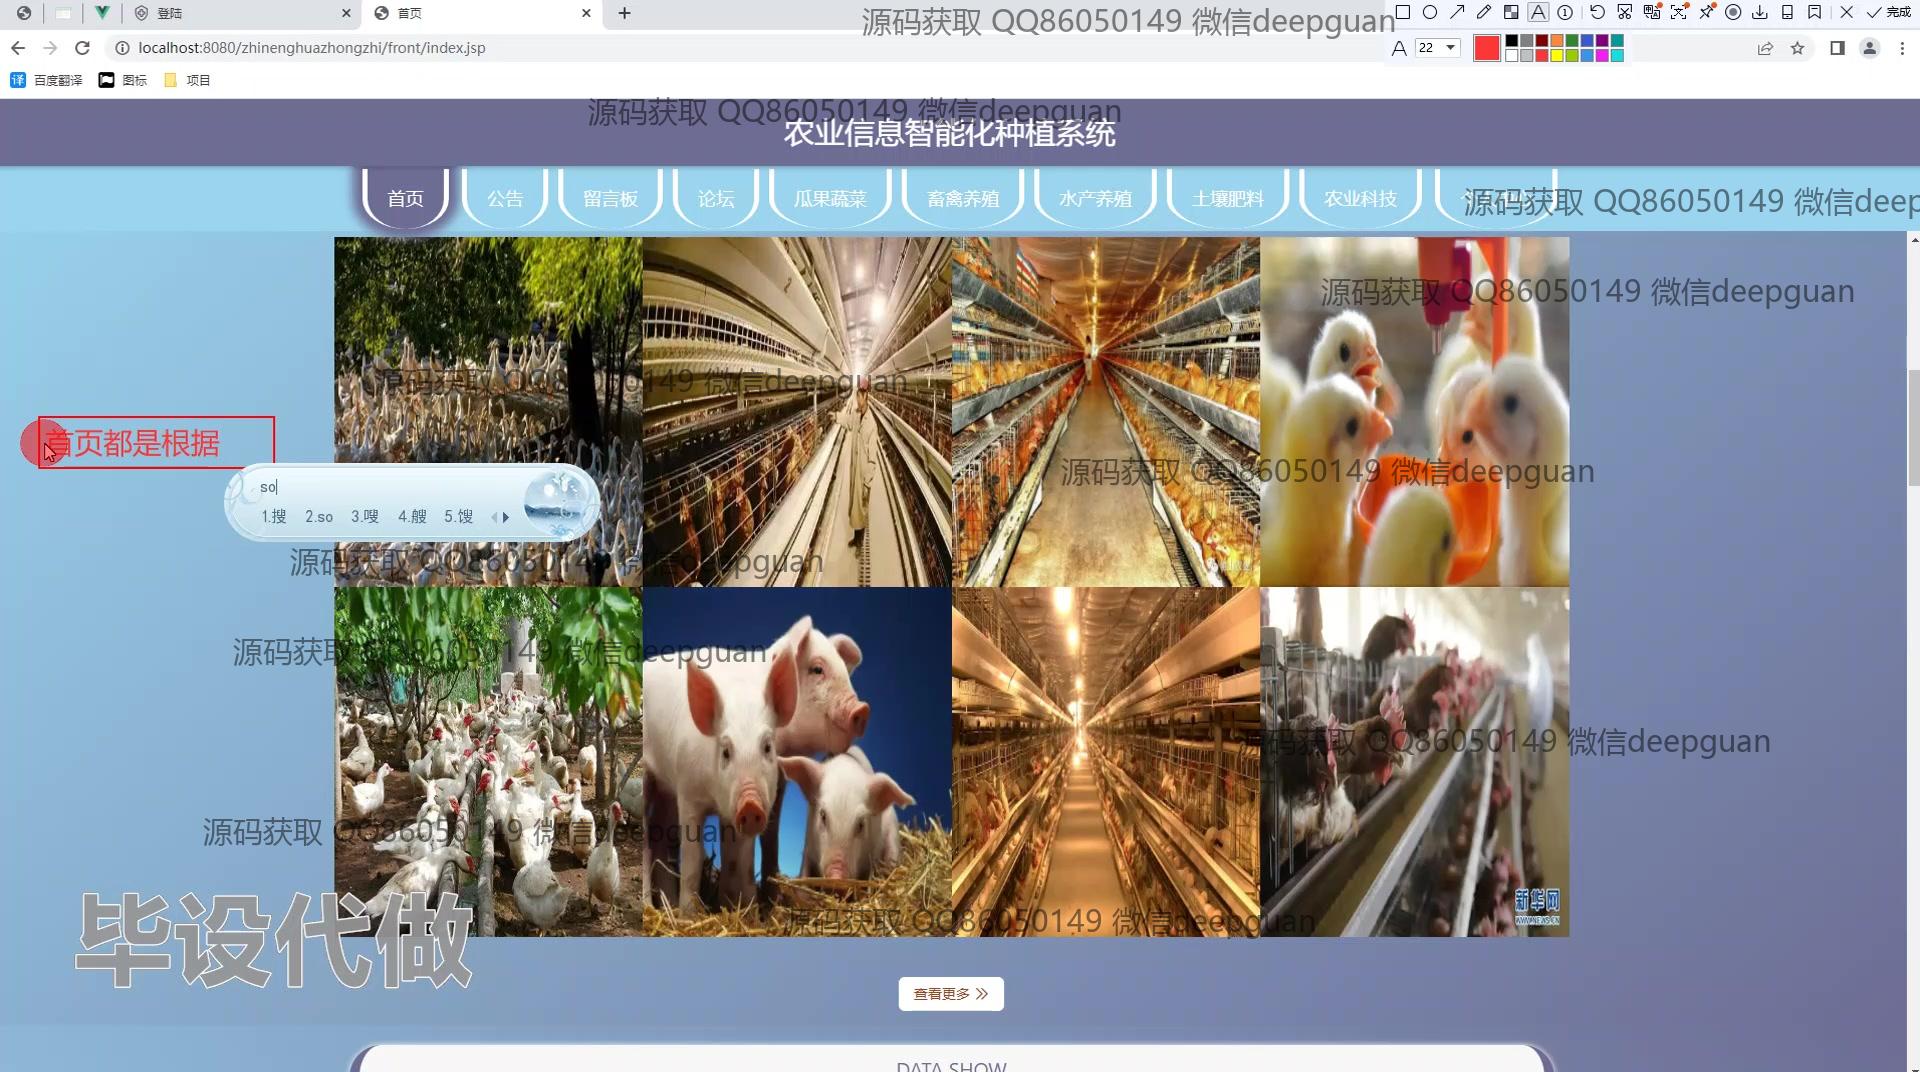 登陆
首页
源码获取 QQ86050149 微信deepguan
完成
localhost:8080/zhinenghuazhongzhi/front/index.jsp
22
百度翻译
图标
项目
源码获取 QQ86050149 微信deepguan
农业信息智能化种植系统
首页
公告
留言板
论坛
瓜果蔬菜
畜禽养殖
水产养殖
土壤肥料
农业科技
源码获取 QQ86050149 微信deep
源码获取 QQ86050149 微信deepguan
源码获取 QQ86050149 微信deepguan
首页都是根据
源码获取 QQ86050149 微信deepguan
so
1.搜 2.so 3.嗖 4.艘 5.馊
源码获取 QQ86050149 微信deepguan
源码获取 QQ86050149 微信deepguan
源码获取 QQ86050149 微信deepguan
源码获取 QQ86050149 微信deepguan
新华网
WWW.NEWS.CN
源码获取 QQ86050149 微信deepguan
毕设代做
查看更多
DATA SHOW